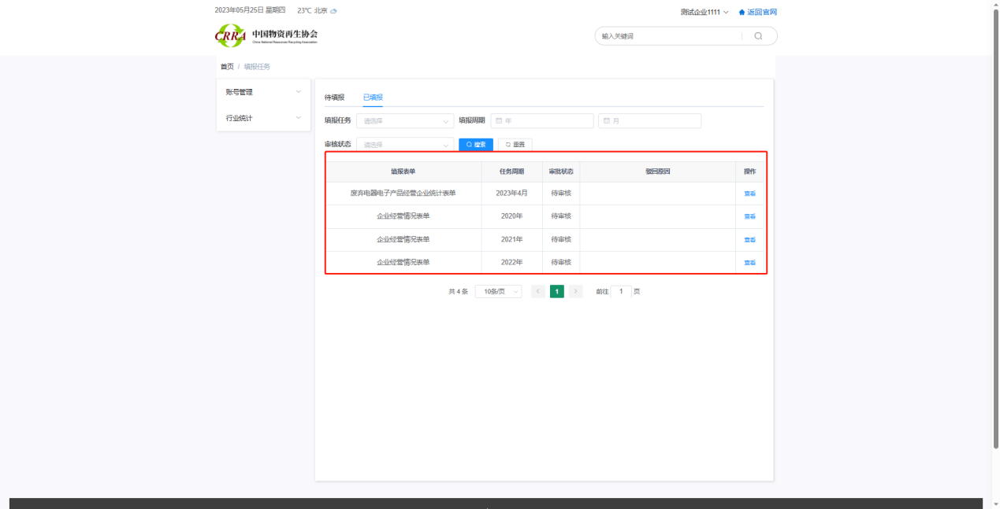 2023年05月25日 星期四 23℃ 北京
测试企业1111 返回官网
CRRA 中国物资再生协会
China National Resources Recycling Association
输入关键词
首页 / 填报任务
账号管理
行业统计
待填报 已填报
填报任务 请选择 填报周期 年 月
审核状态 请选择 搜索 重置
填报表单 任务周期 审批状态 驳回原因 操作
废弃电器电子产品经营企业统计表单 2023年4月 待审核 查看
企业经营情况表单 2020年 待审核 查看
企业经营情况表单 2021年 待审核 查看
企业经营情况表单 2022年 待审核 查看
共 4 条 10条/页 < 1 > 前往 1 页